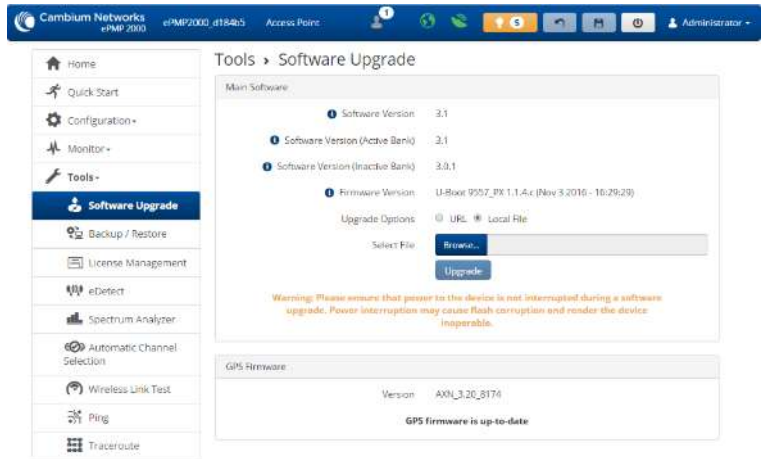 Cambium Networks
ePMP 2000
ePMP2000_d184b5
Access Point
1
5
Administrator
Home
Quick Start
Configuration
Monitor
Tools
Software Upgrade
Backup / Restore
License Management
eDetect
Spectrum Analyzer
Automatic Channel
Selection
Wireless Link Test
Ping
Traceroute
Tools › Software Upgrade
Main Software
Software Version 3.1
Software Version (Active Bank) 3.1
Software Version (Inactive Bank) 3.0.1
Firmware Version U-Boot 9557_PX 1.1.4.c (Nov 3 2016 - 16:29:29)
Upgrade Options URL Local File
Select File Browse...
Upgrade
Warning: Please ensure that power to the device is not interrupted during a software
upgrade. Power interruption may cause flash corruption and render the device
inoperable.
GPS Firmware
Version AXN_3.20_8174
GPS firmware is up-to-date